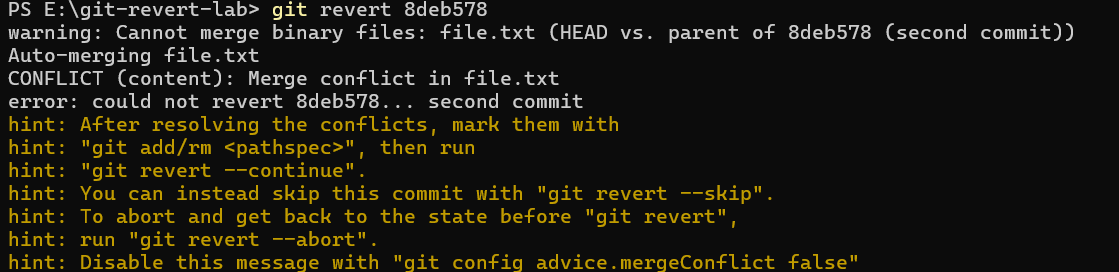 PS E:\git-revert-lab> git revert 8deb578
warning: Cannot merge binary files: file.txt (HEAD vs. parent of 8deb578 (second commit))
Auto-merging file.txt
CONFLICT (content): Merge conflict in file.txt
error: could not revert 8deb578... second commit
hint: After resolving the conflicts, mark them with
hint: "git add/rm <pathspec>", then run
hint: "git revert --continue".
hint: You can instead skip this commit with "git revert --skip".
hint: To abort and get back to the state before "git revert",
hint: run "git revert --abort".
hint: Disable this message with "git config advice.mergeConflict false"